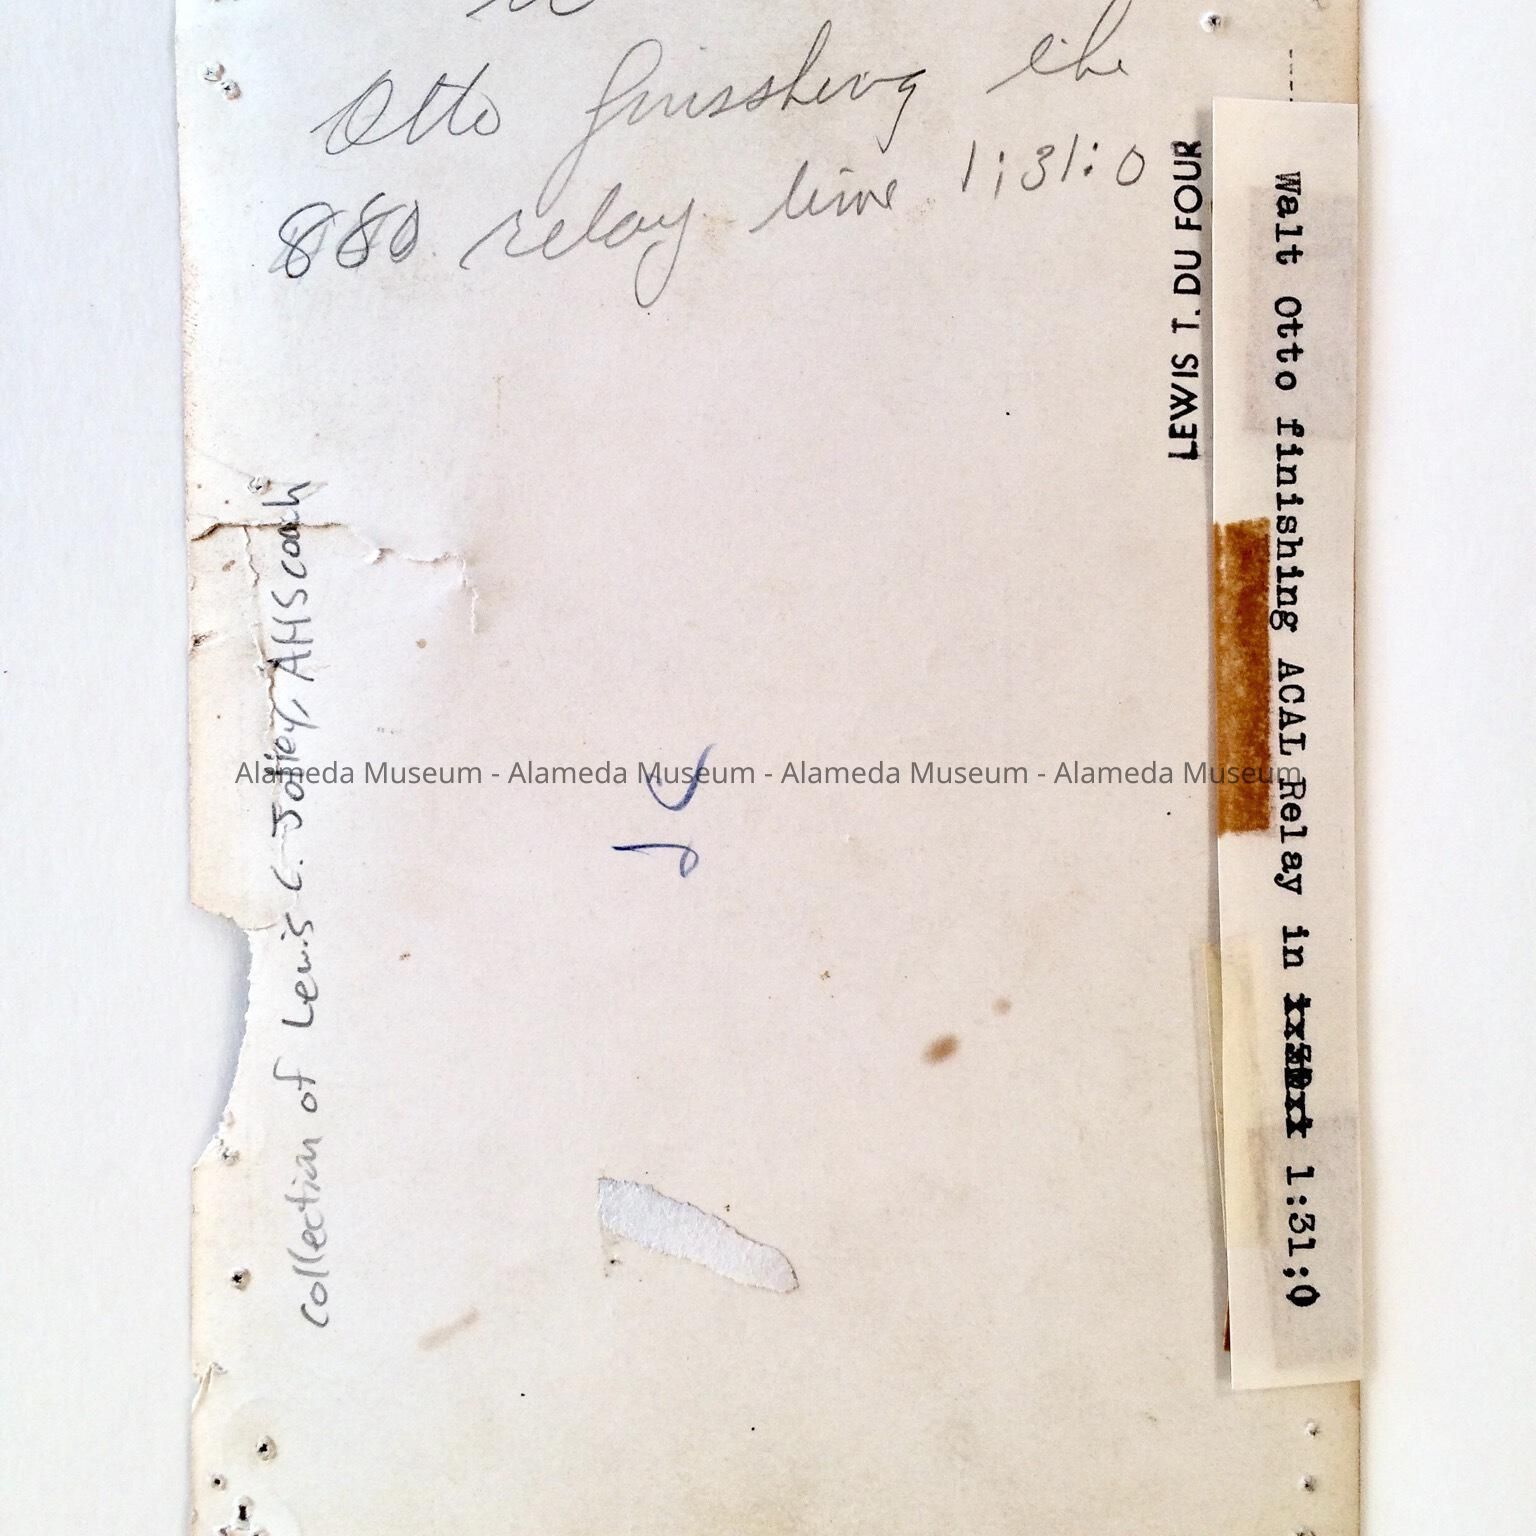 Otto finissheng the
880 relay time 1;31:0
LEWIS T. DU FOUR
Walt Otto finishing ACAL Relay in 1:31;0
Collection of Lewis C. Jolley, AHS coach
Alameda Museum - Alameda Museum - Alameda Museum - Alameda Museum